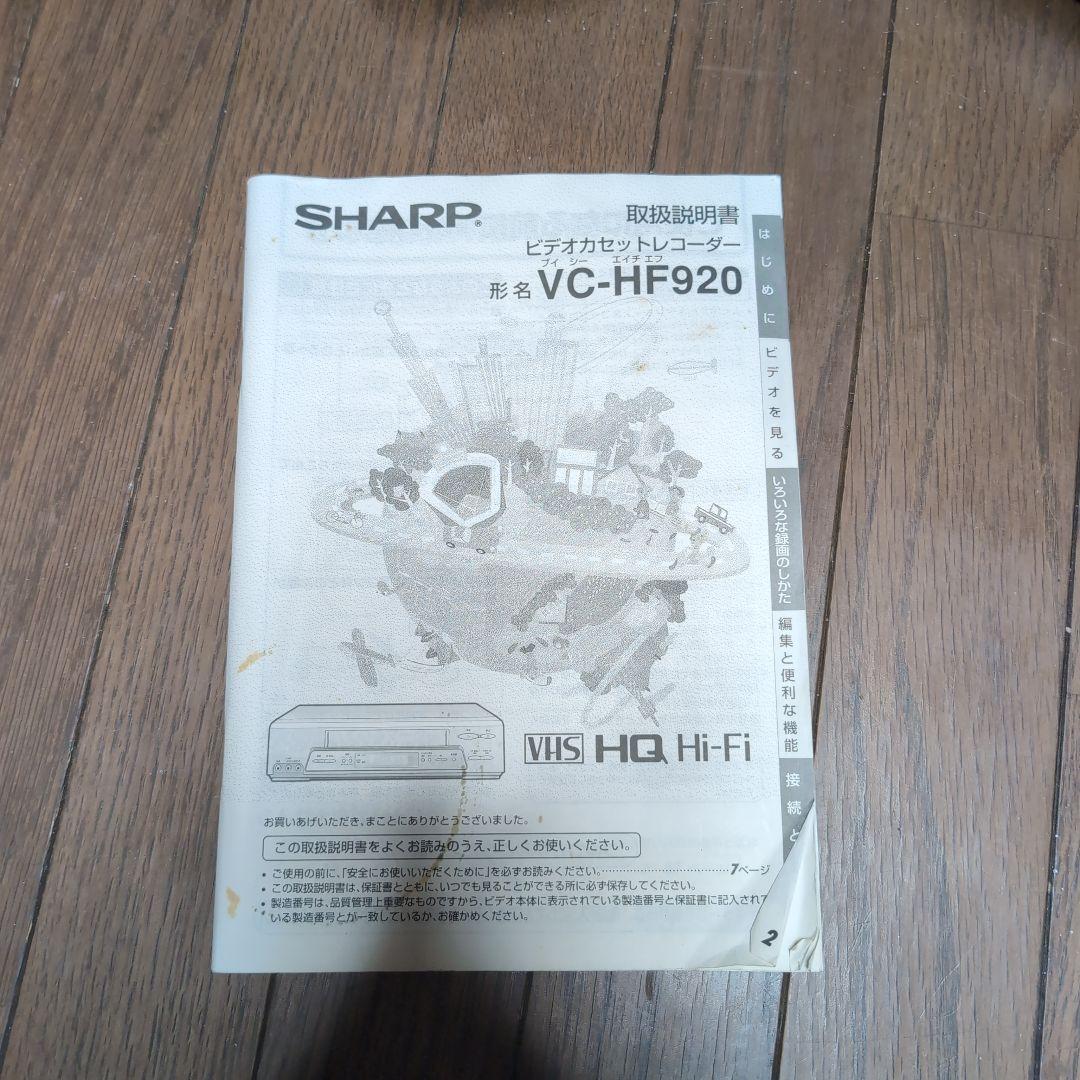 SHARP®
取扱説明書
ビデオカセットレコーダー
ブイ シー エイチ エフ
形名 VC-HF920
はじめに
ビデオを見る
いろいろな録画のしかた
編集と便利な機能
接続と
VHS HQ Hi-Fi
お買いあげいただき、まことにありがとうございました。
この取扱説明書をよくお読みのうえ、正しくお使いください。
• ご使用の前に、「安全にお使いいただくために」を必ずお読みください。……………………7ページ
• この取扱説明書は、保証書とともに、いつでも見ることができる所に必ず保存してください。
• 製造番号は、品質管理上重要なものですから、ビデオ本体に表示されている製造番号と保証書に記入されて
いる製造番号とが一致しているか、お確かめください。
2